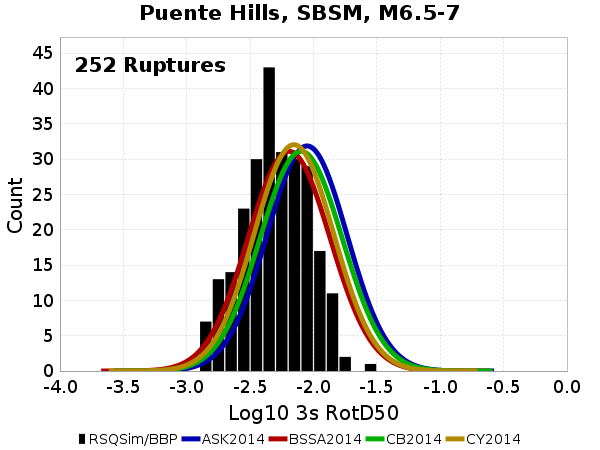 Puente Hills, SBSM, M6.5-7
252 Ruptures
Count
45
40
35
30
25
20
15
10
5
0
-4.0 -3.5 -3.0 -2.5 -2.0 -1.5 -1.0 -0.5 0.0
Log10 3s RotD50
RSQSim/BBP ASK2014 BSSA2014 CB2014 CY2014